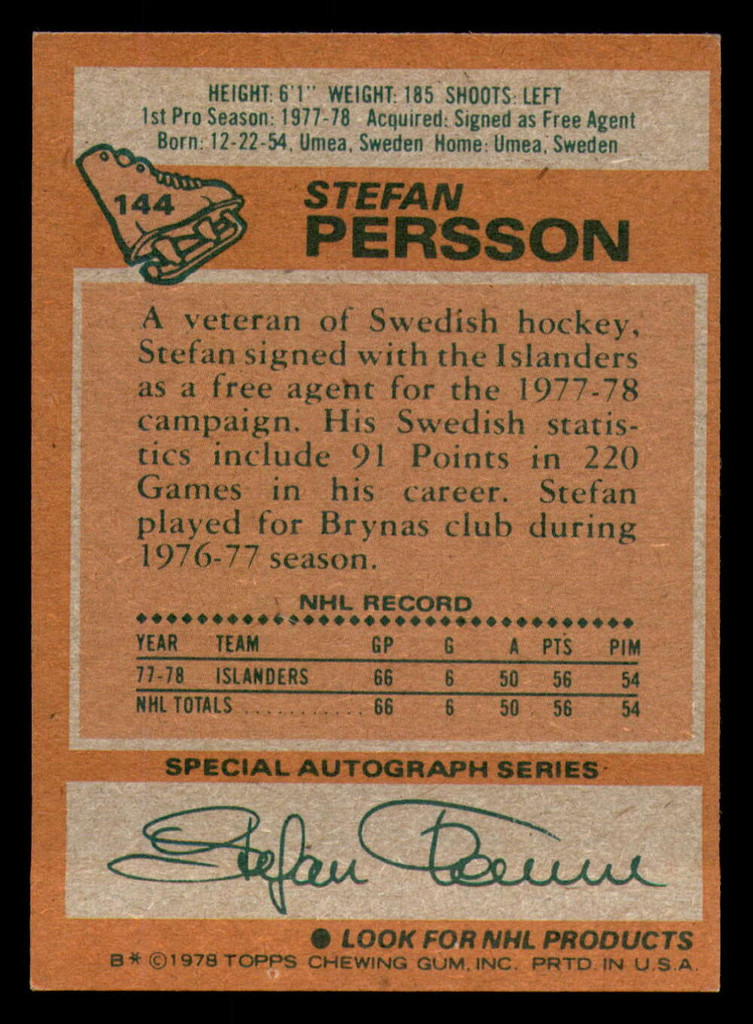 HEIGHT: 6'1" WEIGHT: 185 SHOOTS: LEFT
1st Pro Season: 1977-78 Acquired: Signed as Free Agent
Born: 12-22-54, Umea, Sweden Home: Umea, Sweden
144
STEFAN
PERSSON
A veteran of Swedish hockey,
Stefan signed with the Islanders
as a free agent for the 1977-78
campaign. His Swedish statis-
tics include 91 Points in 220
Games in his career. Stefan
played for Brynas club during
1976-77 season.
NHL RECORD
YEAR TEAM GP G A PTS PIM
77-78 ISLANDERS 66 6 50 56 54
NHL TOTALS ............ 66 6 50 56 54
SPECIAL AUTOGRAPH SERIES
Stefan Persson
● LOOK FOR NHL PRODUCTS
B* ©1978 TOPPS CHEWING GUM, INC. PRTD. IN U.S.A.